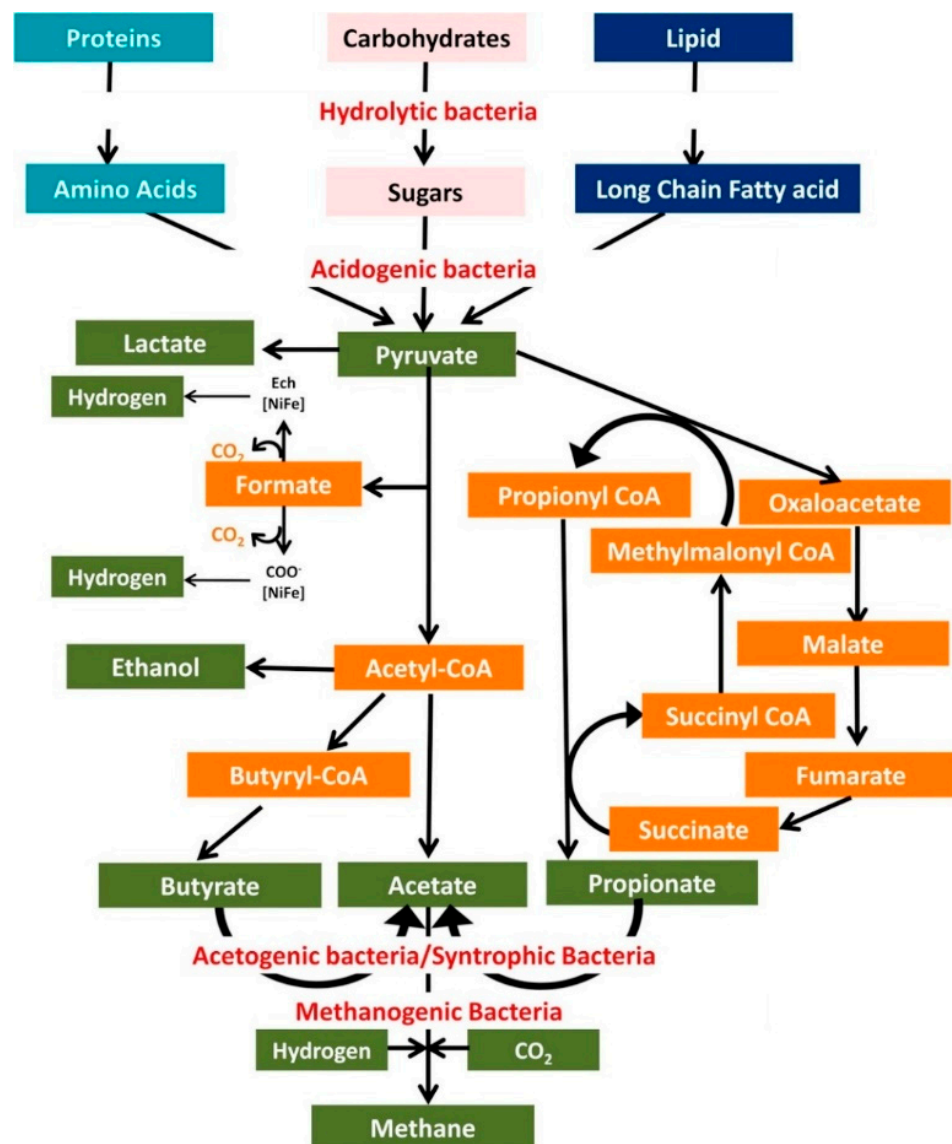 Proteins
Carbohydrates
Lipid
Hydrolytic bacteria
Amino Acids
Sugars
Long Chain Fatty acid
Acidogenic bacteria
Lactate
Pyruvate
Hydrogen
Ech
[NiFe]
CO₂
Formate
Propionyl CoA
Oxaloacetate
CO₂
Methylmalonyl CoA
Hydrogen
COO⁻
[NiFe]
Malate
Ethanol
Acetyl-CoA
Succinyl CoA
Butyryl-CoA
Fumarate
Succinate
Butyrate
Acetate
Propionate
Acetogenic bacteria/Syntrophic Bacteria
Methanogenic Bacteria
Hydrogen
CO₂
Methane